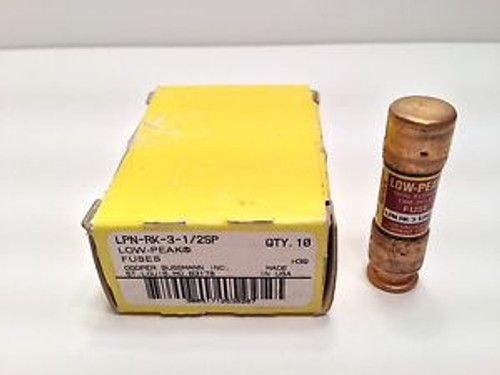 LPN-RK-3-1/2SP QTY. 10
LOW-PEAK®
FUSES
COOPER BUSSMANN INC. MADE
ST. LOUIS, MO. 63178 IN USA
LOW-PEAK
FUSE